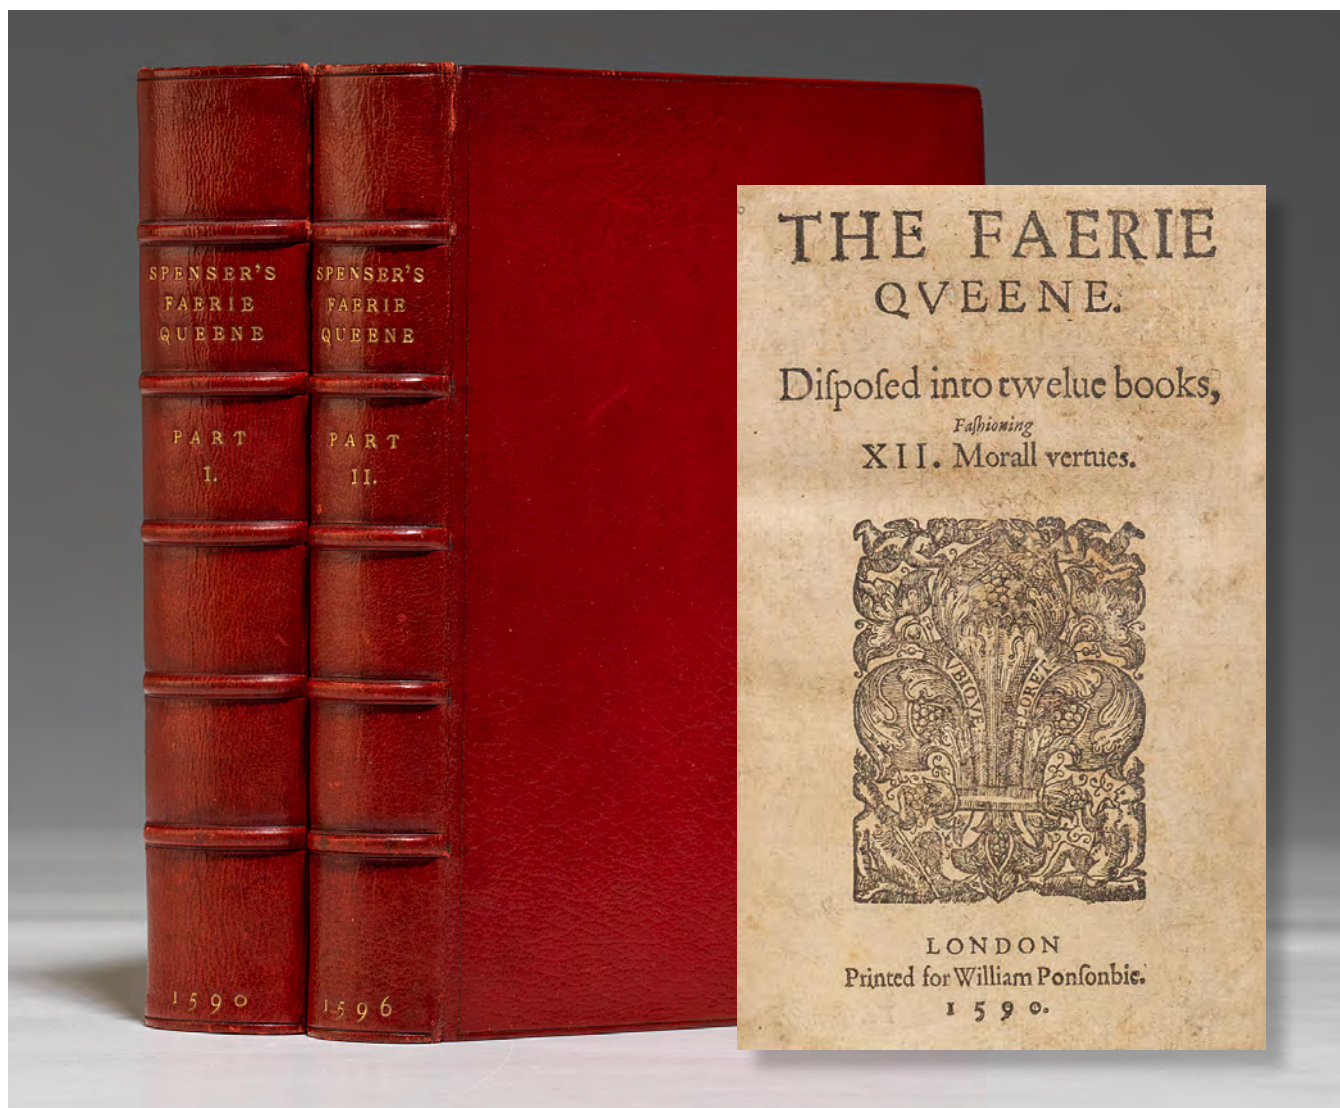 SPENSER'S
FAERIE
QUEENE
PART
I.
1590
SPENSER'S
FAERIE
QUEENE
PART
II.
1596
THE FAERIE
QVEENE.
Diſpoſed into twelue books,
Faſhioning
XII. Morall vertues.
VBIQVE FLORET
LONDON
Printed for William Ponſonbie.
1590.